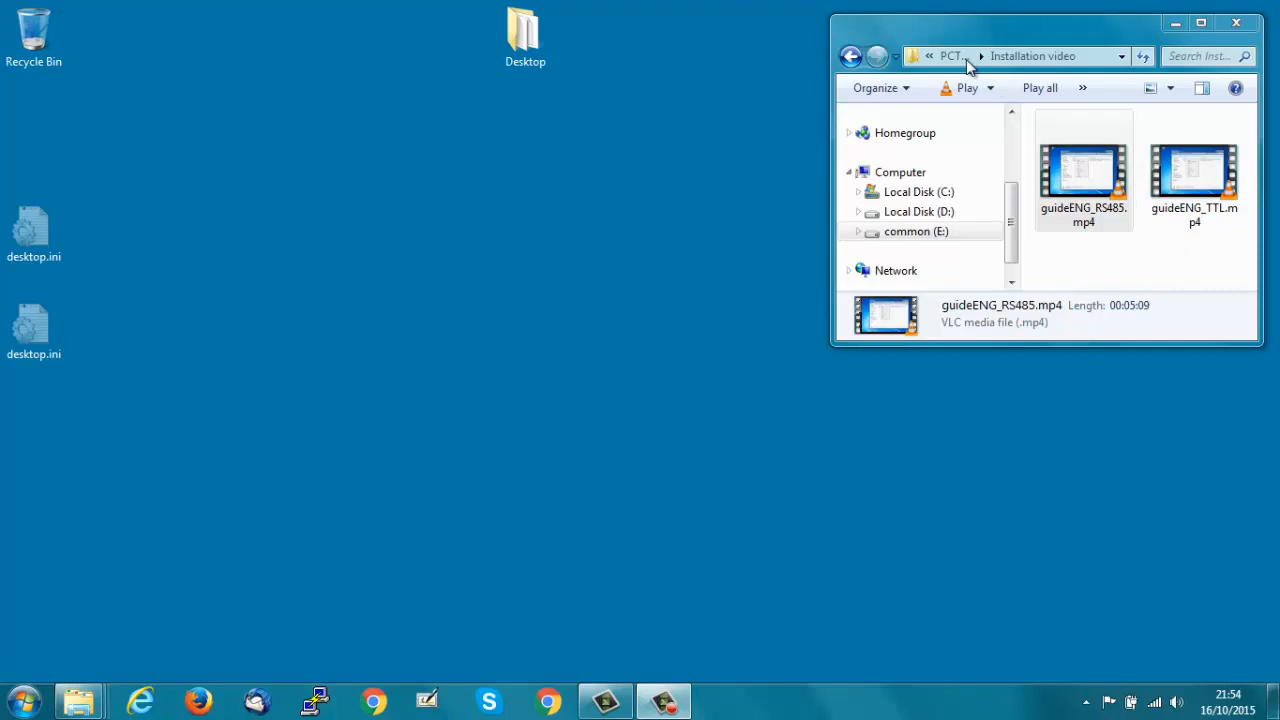 Recycle Bin
Desktop
desktop.ini
desktop.ini
« PCT... Installation video
Search Inst...
Organize Play Play all »
Homegroup
Computer
Local Disk (C:)
Local Disk (D:)
common (E:)
Network
guideENG_RS485.
mp4
guideENG_TTL.m
p4
guideENG_RS485.mp4 Length: 00:05:09
VLC media file (.mp4)
21:54
16/10/2015